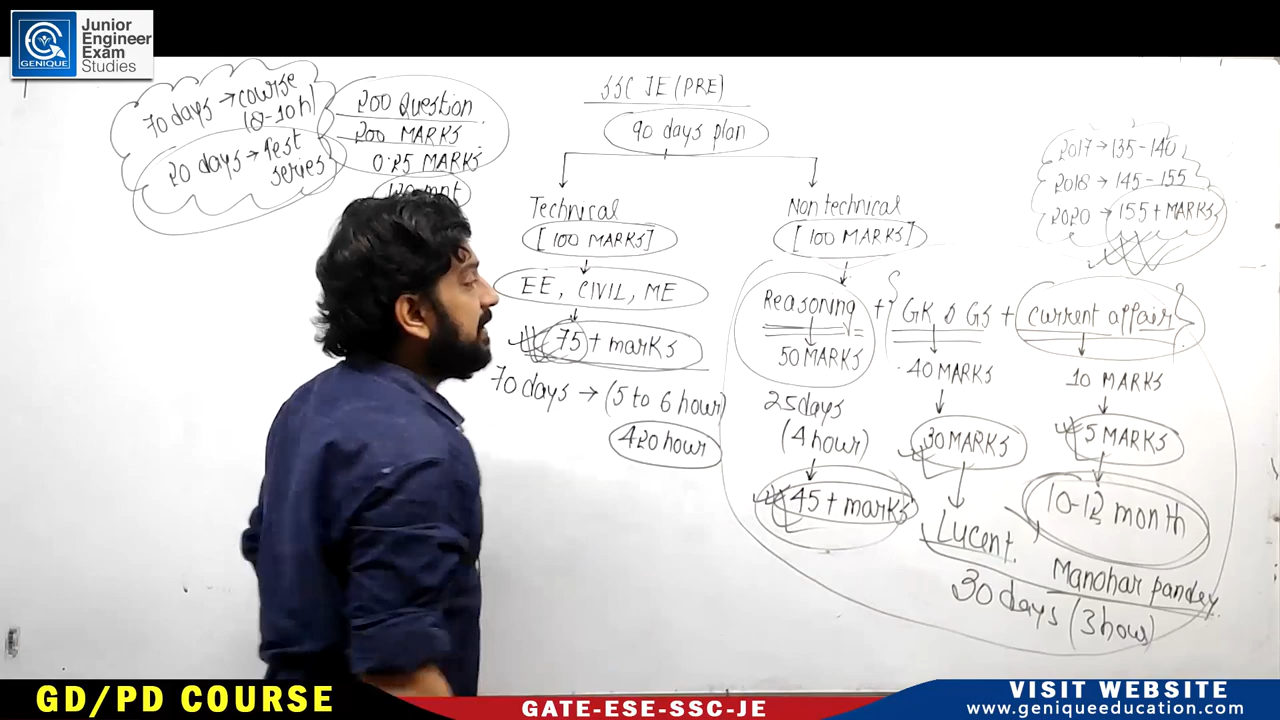 GENIQUE
Junior
Engineer
Exam
Studies
70 days → course
(8-10 h)
20 days → Test
series
200 Question
200 MARKS
0.25 MARKS
SSC JE (PRE)
90 days plan
Technical
[100 MARKS]
EE, CIVIL, ME
75 + marks
70 days → (5 to 6 hour)
420 hour
Non technical
[100 MARKS]
Reasoning + { GK & GS + current affair }
50 MARKS
25 days
(4 hour)
45 + marks
40 MARKS
30 MARKS
Lucent.
10 MARKS
5 MARKS
10-12 month
Manohar pandey
30 days (3 hour)
2017 → 135-140
2018 → 145-155
2020 → 155 + MARKS
GD/PD COURSE
GATE-ESE-SSC-JE
VISIT WEBSITE
www.geniqueeducation.com